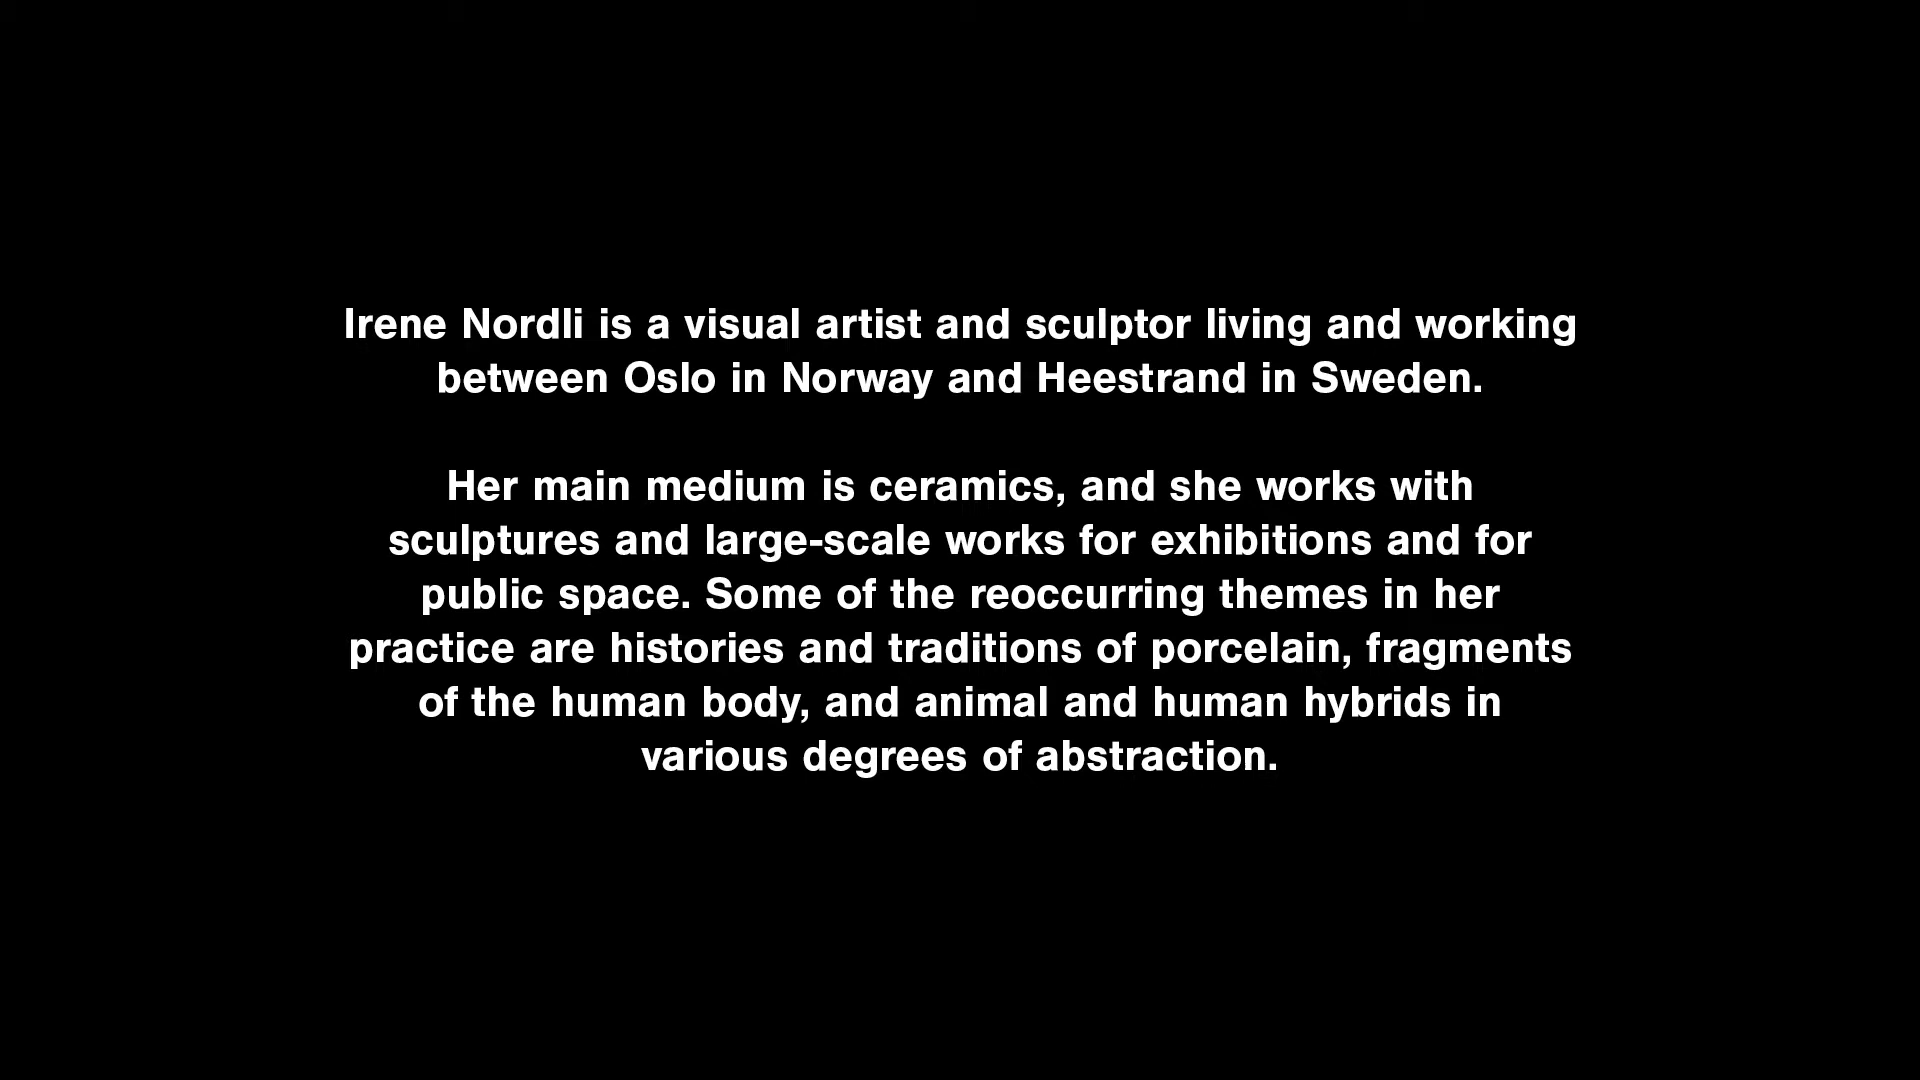 Irene Nordli is a visual artist and sculptor living and working
between Oslo in Norway and Heestrand in Sweden.
Her main medium is ceramics, and she works with
sculptures and large-scale works for exhibitions and for
public space. Some of the reoccurring themes in her
practice are histories and traditions of porcelain, fragments
of the human body, and animal and human hybrids in
various degrees of abstraction.